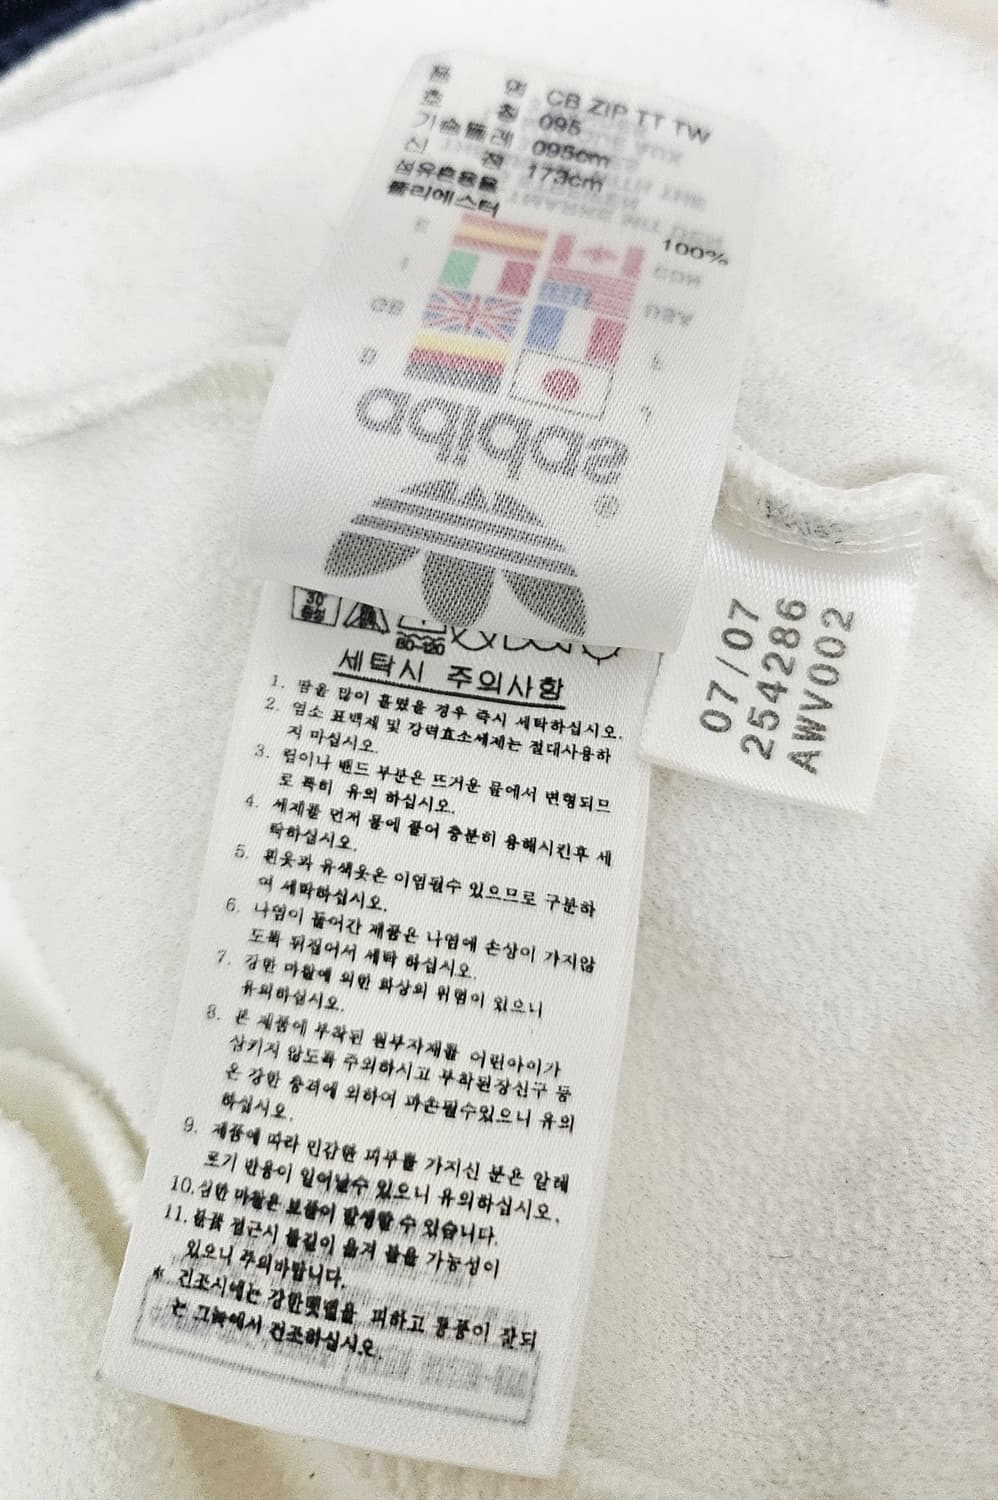 품 명 CB ZIP TT TW
호 칭 095
가슴둘레 095cm
신 장 173cm
섬유혼용율
폴리에스터 100%
E
I
GB
D
CDN
USA
F
J
adidas®
30°
중성
80~120
세탁시 주의사항
1. 땀을 많이 흘렸을 경우 즉시 세탁하십시오.
2. 염소 표백제 및 강력효소세제는 절대사용하
지 마십시오.
3. 립이나 밴드 부분은 뜨거운 물에서 변형되므
로 특히 유의 하십시오.
4. 세제를 먼저 물에 풀어 충분히 용해시킨후 세
탁하십시오.
5. 흰옷과 유색옷은 이염될수 있으므로 구분하
여 세탁하십시오.
6. 나염이 들어간 제품은 나염에 손상이 가지않
도록 뒤집어서 세탁 하십시오.
7. 강한 마찰에 의한 화상의 위험이 있으니
유의하십시오.
8. 본 제품에 부착된 원부자재를 어린아이가
삼키지 않도록 주의하시고 부착된장신구 등
은 강한 충격에 의하여 파손될수있으니 유의
하십시오.
9. 제품에 따라 민감한 피부를 가지신 분은 알레
르기 반응이 일어날수 있으니 유의하십시오.
10.심한 마찰은 보풀이 발생할 수 있습니다.
11.불꽃 접근시 불길이 옮겨 붙을 가능성이
있으니 주의바랍니다.
* 건조시에는 강한햇볕을 피하고 통풍이 잘되
는 그늘에서 건조하십시오.
07/07
254286
AWV002